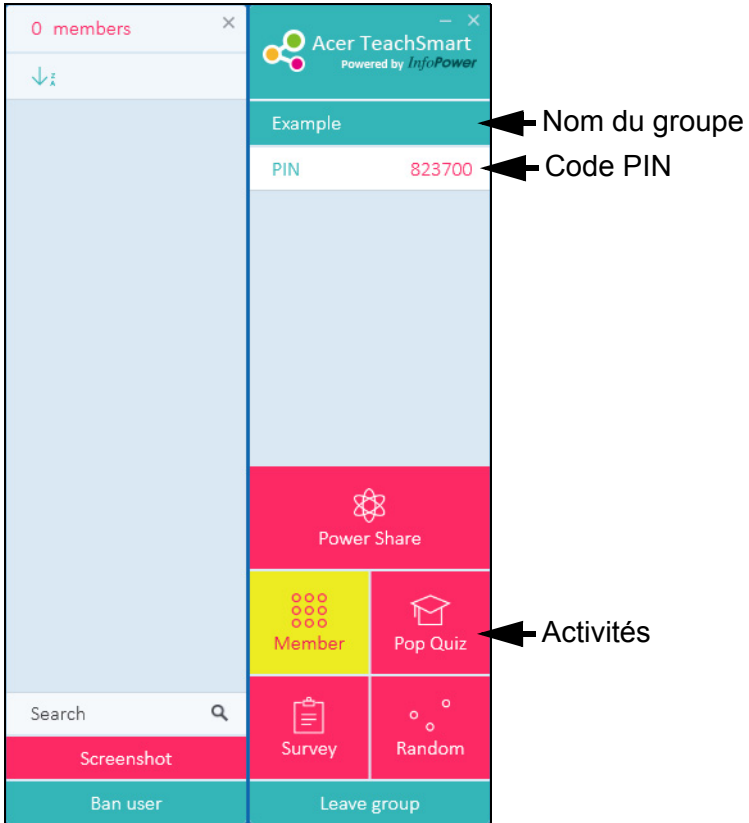 0 members
Acer TeachSmart
Powered by InfoPower
Example
PIN 823700
Power Share
Member
Pop Quiz
Search
Survey
Random
Screenshot
Ban user
Leave group
Nom du groupe
Code PIN
Activités